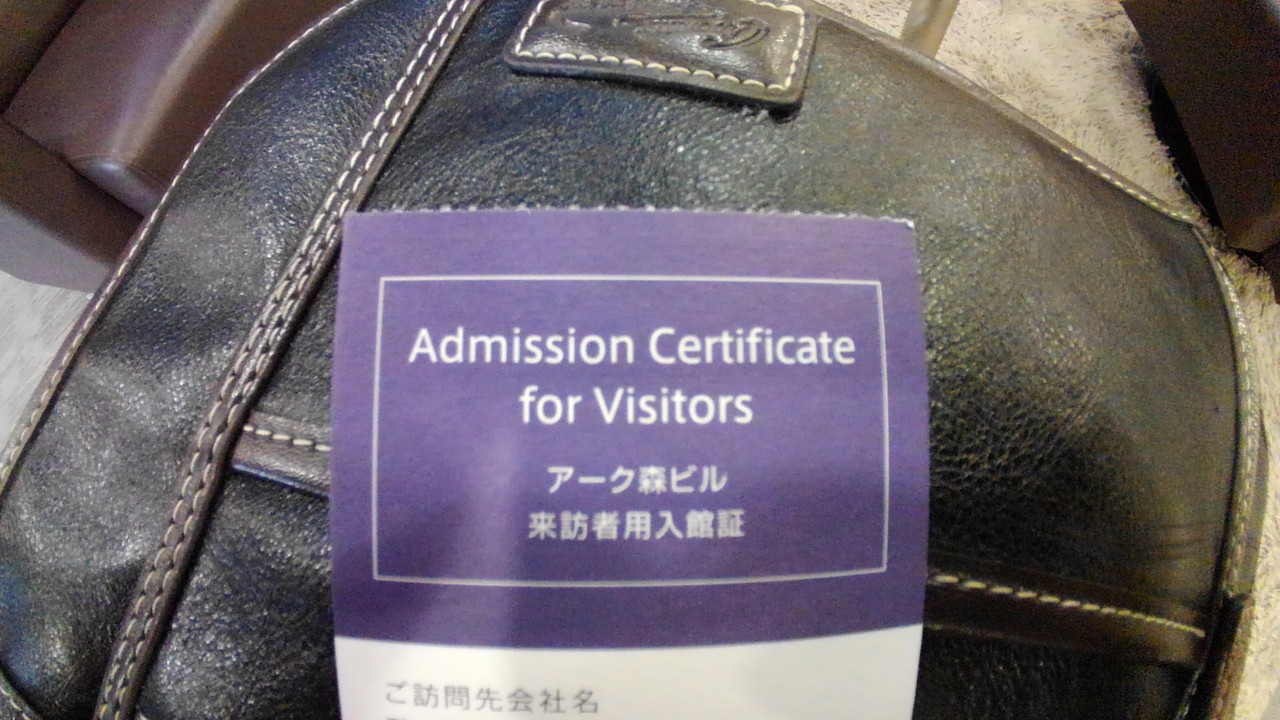 Admission Certificate
for Visitors
アーク森ビル
来訪者用入館証
ご訪問先会社名